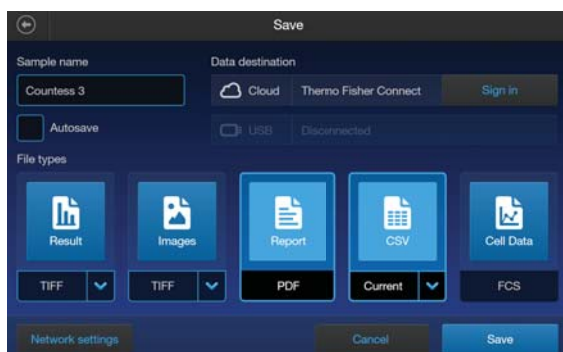 Save
Sample name
Data destination
Countess 3
Cloud
Thermo Fisher Connect
Sign in
Autosave
USB
Disconnected
File types
Result
Images
Report
CSV
Cell Data
TIFF
TIFF
PDF
Current
FCS
Network settings
Cancel
Save